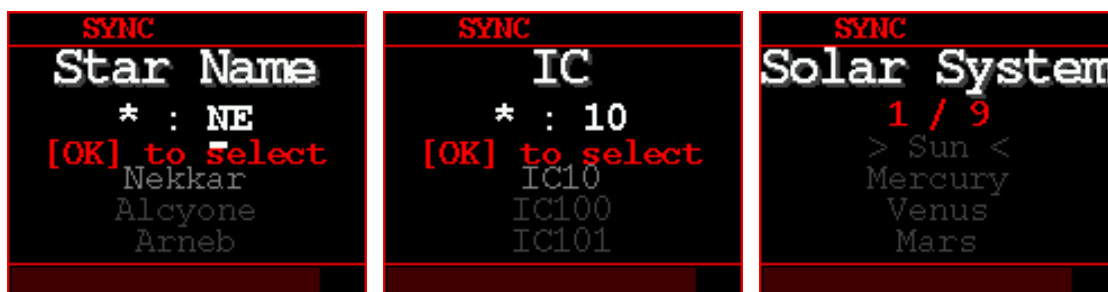 SYNC
Star Name
* : NE
[OK] to select
Nekkar
Alcyone
Arneb
SYNC
IC
* : 10
[OK] to select
IC10
IC100
IC101
SYNC
Solar System
1 / 9
> Sun <
Mercury
Venus
Mars